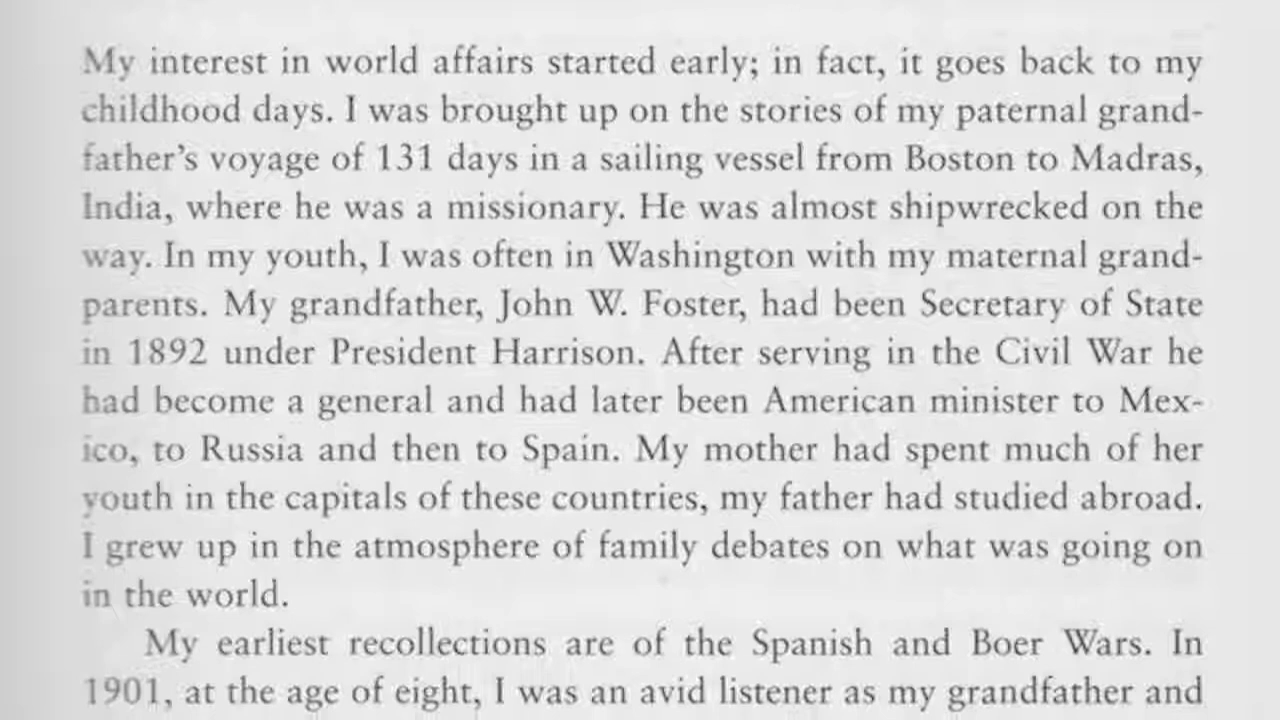 My interest in world affairs started early; in fact, it goes back to my
childhood days. I was brought up on the stories of my paternal grand-
father's voyage of 131 days in a sailing vessel from Boston to Madras,
India, where he was a missionary. He was almost shipwrecked on the
way. In my youth, I was often in Washington with my maternal grand-
parents. My grandfather, John W. Foster, had been Secretary of State
in 1892 under President Harrison. After serving in the Civil War he
had become a general and had later been American minister to Mex-
ico, to Russia and then to Spain. My mother had spent much of her
youth in the capitals of these countries, my father had studied abroad.
I grew up in the atmosphere of family debates on what was going on
in the world.
My earliest recollections are of the Spanish and Boer Wars. In
1901, at the age of eight, I was an avid listener as my grandfather and